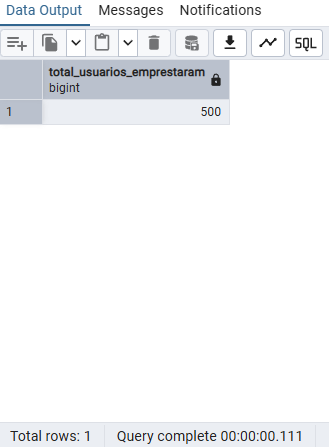 Data Output Messages Notifications
SQL
total_usuarios_emprestaram
bigint
1 500
Total rows: 1 Query complete 00:00:00.111